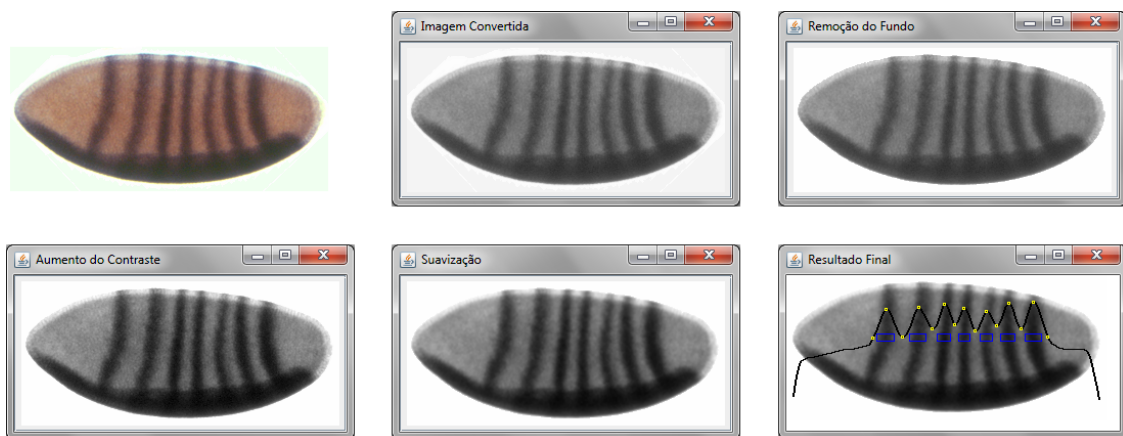 Imagem Convertida
Remoção do Fundo
Aumento do Contraste
Suavização
Resultado Final